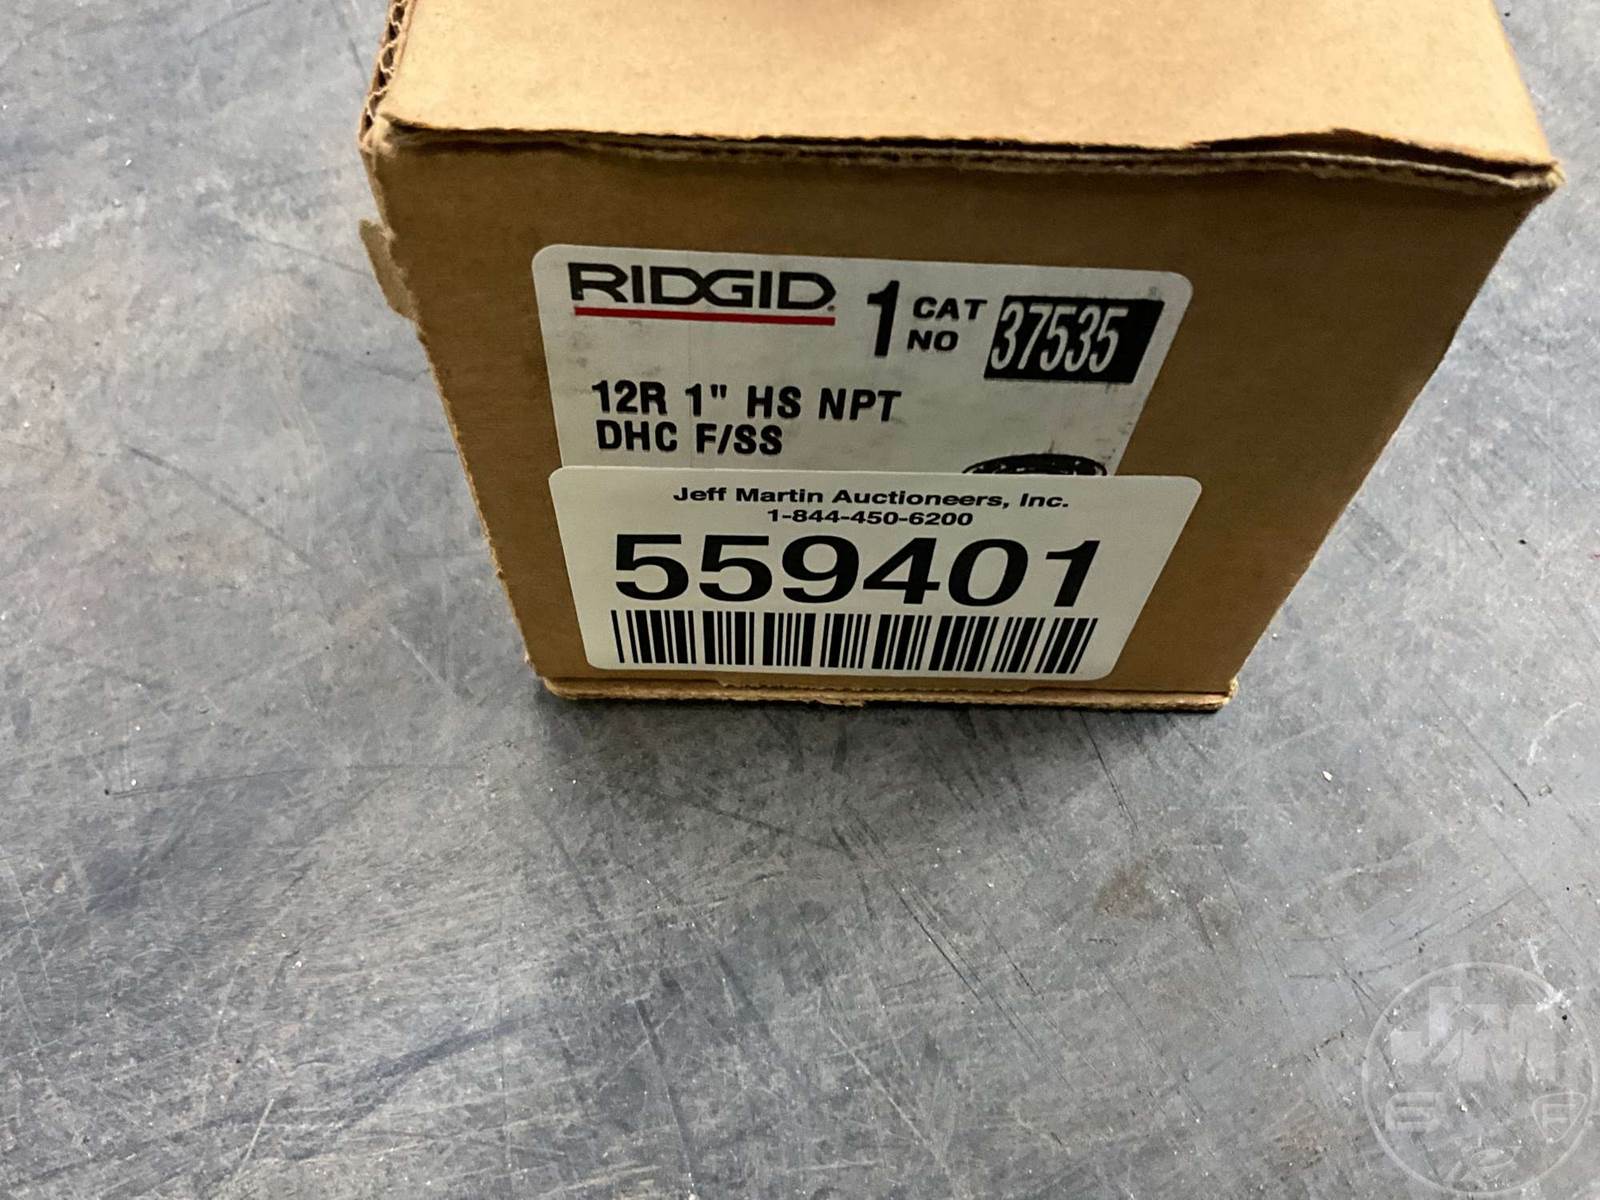 RIDGID®
1 CAT NO 37535
12R 1" HS NPT
DHC F/SS
Jeff Martin Auctioneers, Inc.
1-844-450-6200
559401
JM
E F